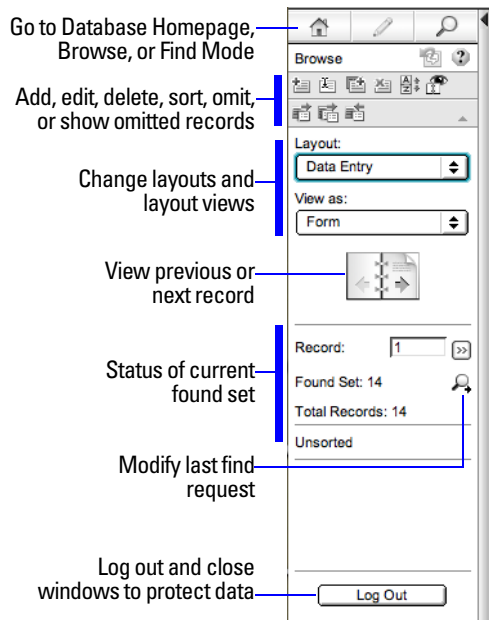 Go to Database Homepage,
Browse, or Find Mode
Browse
Add, edit, delete, sort, omit,
or show omitted records
Layout:
Data Entry
Change layouts and
layout views
View as:
Form
View previous or
next record
Record:
1
Status of current
found set
Found Set: 14
Total Records: 14
Unsorted
Modify last find
request
Log out and close
windows to protect data
Log Out